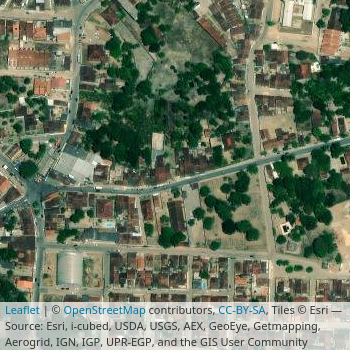 Leaflet | © OpenStreetMap contributors, CC-BY-SA, Tiles © Esri —
Source: Esri, i-cubed, USDA, USGS, AEX, GeoEye, Getmapping,
Aerogrid, IGN, IGP, UPR-EGP, and the GIS User Community